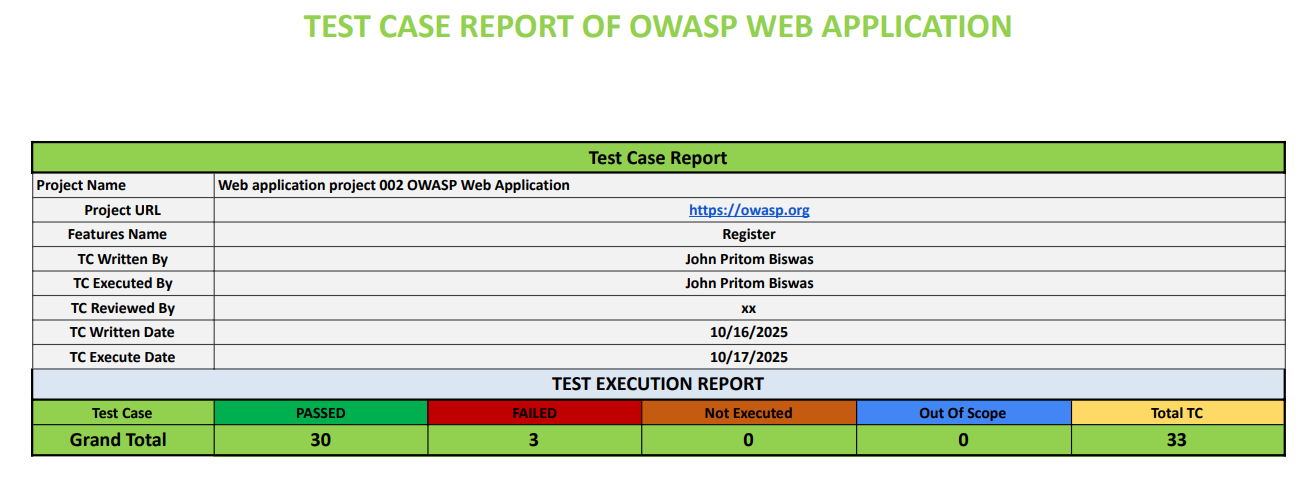 TEST CASE REPORT OF OWASP WEB APPLICATION
Test Case Report
Project Name Web application project 002 OWASP Web Application
Project URL https://owasp.org
Features Name Register
TC Written By John Pritom Biswas
TC Executed By John Pritom Biswas
TC Reviewed By xx
TC Written Date 10/16/2025
TC Execute Date 10/17/2025
TEST EXECUTION REPORT
Test Case PASSED FAILED Not Executed Out Of Scope Total TC
Grand Total 30 3 0 0 33